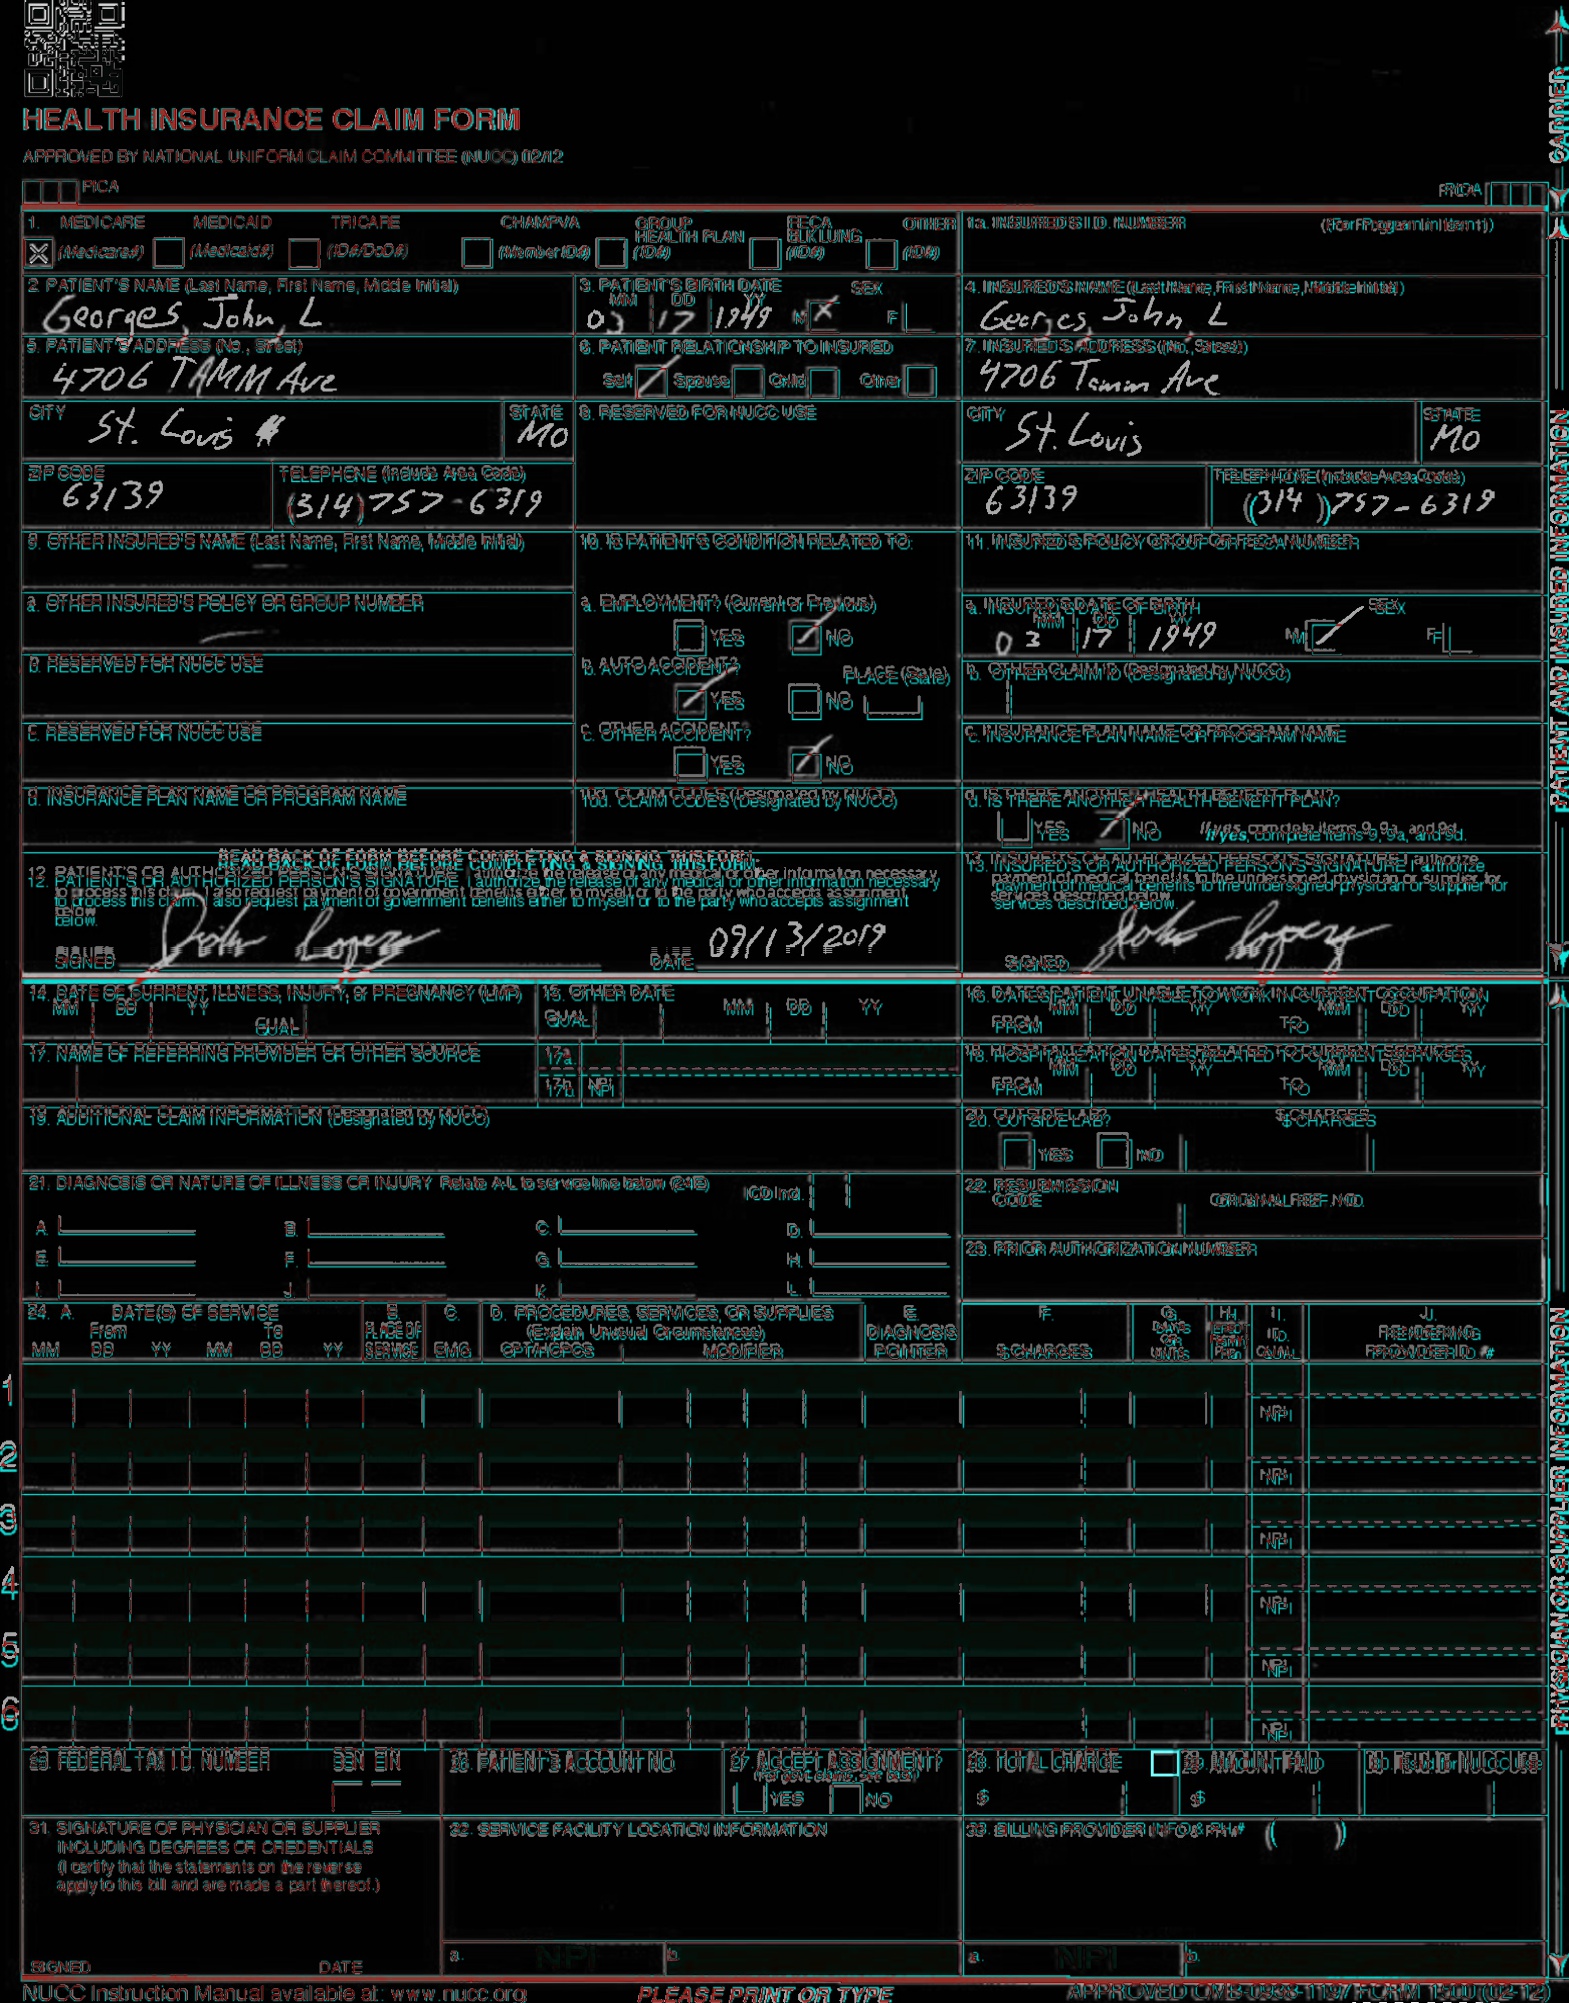 HEALTH INSURANCE CLAIM FORM
APPROVED BY NATIONAL UNIFORM CLAIM COMMITTEE (NUCC) 02/12
PICA
PICA
CARRIER
1. MEDICARE MEDICAID TRICARE CHAMPVA GROUP HEALTH PLAN FECA BLK LUNG OTHER
(Medicare#) (Medicaid#) (ID#/DoD#) (Member ID#) (ID#) (ID#) (ID#)
1a. INSURED'S I.D. NUMBER (For Program in Item 1)
2. PATIENT'S NAME (Last Name, First Name, Middle Initial)
Georges, John, L
3. PATIENT'S BIRTH DATE SEX
MM DD YY
03 17 1949 M X F
4. INSURED'S NAME (Last Name, First Name, Middle Initial)
Georges, John, L
5. PATIENT'S ADDRESS (No., Street)
4706 TAMM Ave
6. PATIENT RELATIONSHIP TO INSURED
Self Spouse Child Other
7. INSURED'S ADDRESS (No., Street)
4706 Tamm Ave
CITY STATE
St. Louis MO
8. RESERVED FOR NUCC USE
CITY STATE
St. Louis MO
ZIP CODE TELEPHONE (Include Area Code)
63139 (314) 757-6319
ZIP CODE TELEPHONE (Include Area Code)
63139 (314) 757-6319
9. OTHER INSURED'S NAME (Last Name, First Name, Middle Initial)
10. IS PATIENT'S CONDITION RELATED TO:
11. INSURED'S POLICY GROUP OR FECA NUMBER
a. OTHER INSURED'S POLICY OR GROUP NUMBER
a. EMPLOYMENT? (Current or Previous)
YES NO
a. INSURED'S DATE OF BIRTH SEX
MM DD YY
03 17 1949 M F
b. RESERVED FOR NUCC USE
b. AUTO ACCIDENT? PLACE (State)
YES NO
b. OTHER CLAIM ID (Designated by NUCC)
c. RESERVED FOR NUCC USE
c. OTHER ACCIDENT?
YES NO
c. INSURANCE PLAN NAME OR PROGRAM NAME
d. INSURANCE PLAN NAME OR PROGRAM NAME
10d. CLAIM CODES (Designated by NUCC)
d. IS THERE ANOTHER HEALTH BENEFIT PLAN?
YES NO If yes, complete items 9, 9a, and 9d.
READ BACK OF FORM BEFORE COMPLETING & SIGNING THIS FORM.
12. PATIENT'S OR AUTHORIZED PERSON'S SIGNATURE I authorize the release of any medical or other information necessary
to process this claim. I also request payment of government benefits either to myself or to the party who accepts assignment
below.
SIGNED John Lopez DATE 09/13/2019
13. INSURED'S OR AUTHORIZED PERSON'S SIGNATURE I authorize
payment of medical benefits to the undersigned physician or supplier for
services described below.
SIGNED John Lopez
PATIENT AND INSURED INFORMATION
14. DATE OF CURRENT ILLNESS, INJURY, or PREGNANCY (LMP)
MM DD YY QUAL.
15. OTHER DATE
QUAL. MM DD YY
16. DATES PATIENT UNABLE TO WORK IN CURRENT OCCUPATION
MM DD YY MM DD YY
FROM TO
17. NAME OF REFERRING PROVIDER OR OTHER SOURCE
17a.
17b. NPI
18. HOSPITALIZATION DATES RELATED TO CURRENT SERVICES
MM DD YY MM DD YY
FROM TO
19. ADDITIONAL CLAIM INFORMATION (Designated by NUCC)
20. OUTSIDE LAB? $ CHARGES
YES NO
21. DIAGNOSIS OR NATURE OF ILLNESS OR INJURY Relate A-L to service line below (24E)
ICD Ind.
A. B. C. D.
E. F. G. H.
I. J. K. L.
22. RESUBMISSION CODE ORIGINAL REF. NO.
23. PRIOR AUTHORIZATION NUMBER
24. A. DATE(S) OF SERVICE
From To
MM DD YY MM DD YY
B. PLACE OF SERVICE
C. EMG
D. PROCEDURES, SERVICES, OR SUPPLIES
(Explain Unusual Circumstances)
CPT/HCPCS MODIFIER
E. DIAGNOSIS POINTER
F. $ CHARGES
G. DAYS OR UNITS
H. EPSDT Family Plan
I. ID. QUAL.
J. RENDERING PROVIDER ID. #
1 NPI
2 NPI
3 NPI
4 NPI
5 NPI
6 NPI
PHYSICIAN OR SUPPLIER INFORMATION
25. FEDERAL TAX I.D. NUMBER SSN EIN
26. PATIENT'S ACCOUNT NO.
27. ACCEPT ASSIGNMENT?
(For govt. claims, see back)
YES NO
28. TOTAL CHARGE
$
29. AMOUNT PAID
$
30. Rsvd for NUCC Use
31. SIGNATURE OF PHYSICIAN OR SUPPLIER
INCLUDING DEGREES OR CREDENTIALS
(I certify that the statements on the reverse
apply to this bill and are made a part thereof.)
SIGNED DATE
32. SERVICE FACILITY LOCATION INFORMATION
a. NPI b.
33. BILLING PROVIDER INFO & PH # ( )
a. NPI b.
NUCC Instruction Manual available at: www.nucc.org
PLEASE PRINT OR TYPE
APPROVED OMB-0938-1197 FORM 1500 (02-12)